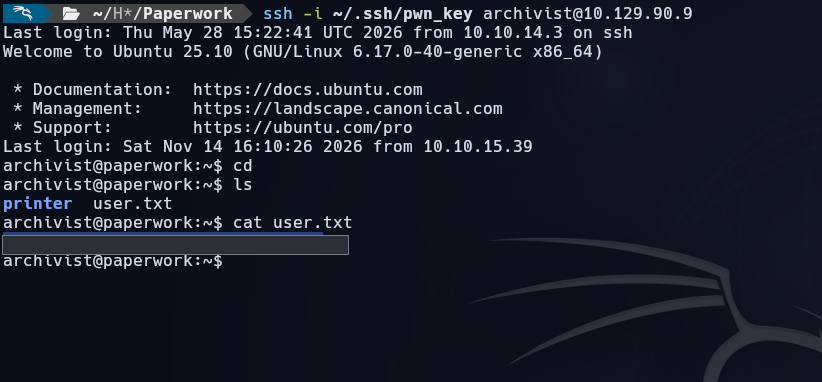 ~/H*/Paperwork ssh -i ~/.ssh/pwn_key archivist@10.129.90.9
Last login: Thu May 28 15:22:41 UTC 2026 from 10.10.14.3 on ssh
Welcome to Ubuntu 25.10 (GNU/Linux 6.17.0-40-generic x86_64)
* Documentation:  https://docs.ubuntu.com
* Management:     https://landscape.canonical.com
* Support:        https://ubuntu.com/pro
Last login: Sat Nov 14 16:10:26 2026 from 10.10.15.39
archivist@paperwork:~$ cd
archivist@paperwork:~$ ls
printer  user.txt
archivist@paperwork:~$ cat user.txt
archivist@paperwork:~$